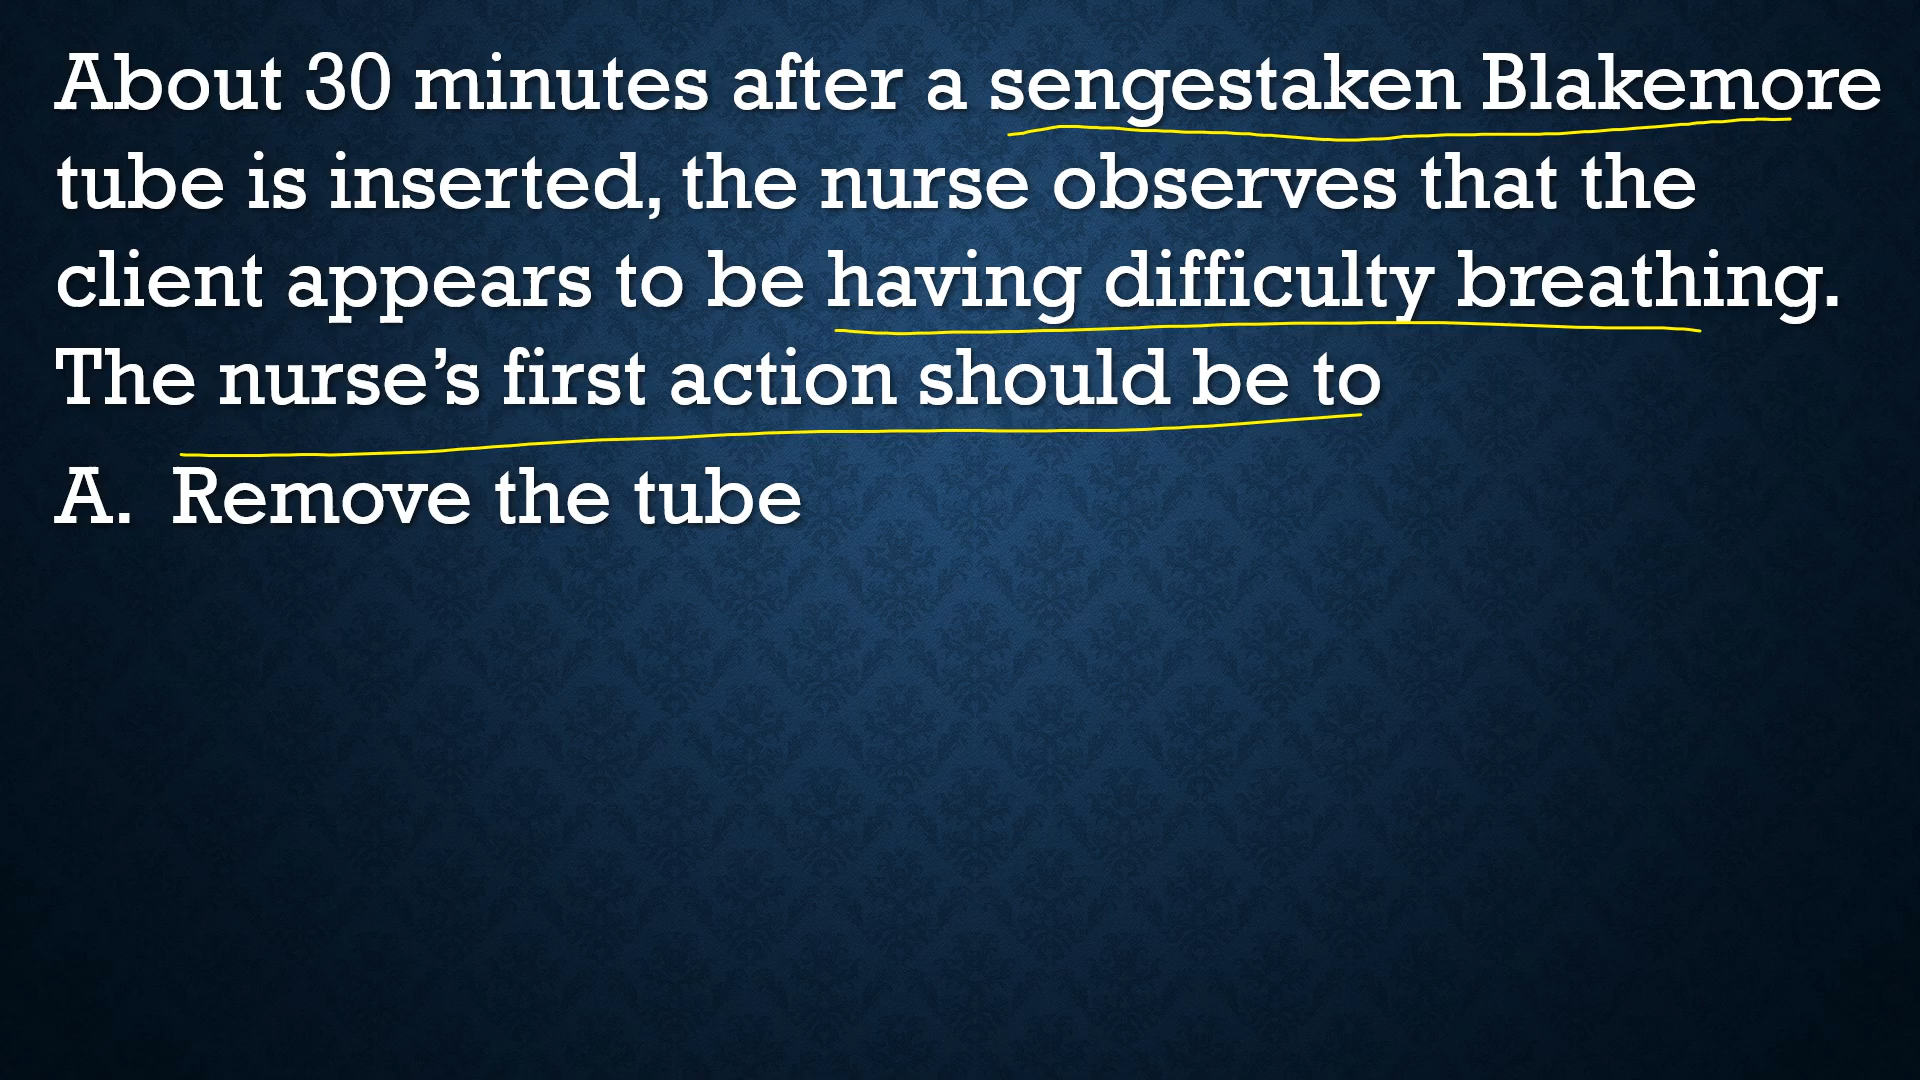 About 30 minutes after a sengestaken Blakemore
tube is inserted, the nurse observes that the
client appears to be having difficulty breathing.
The nurse’s first action should be to
A. Remove the tube